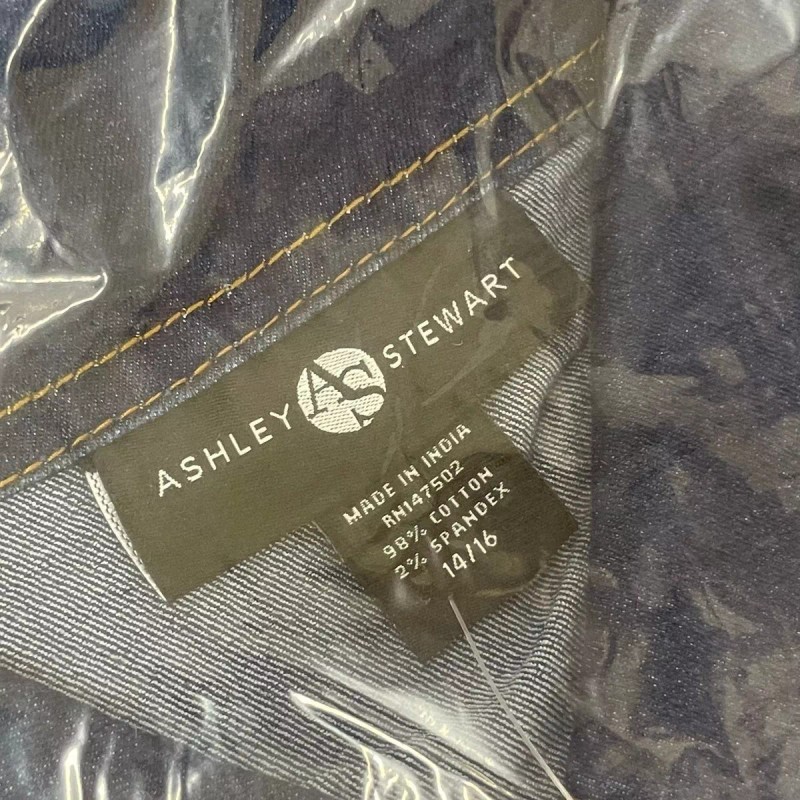 ASHLEY AS STEWART
MADE IN INDIA
RN147502
98% COTTON
2% SPANDEX
14/16